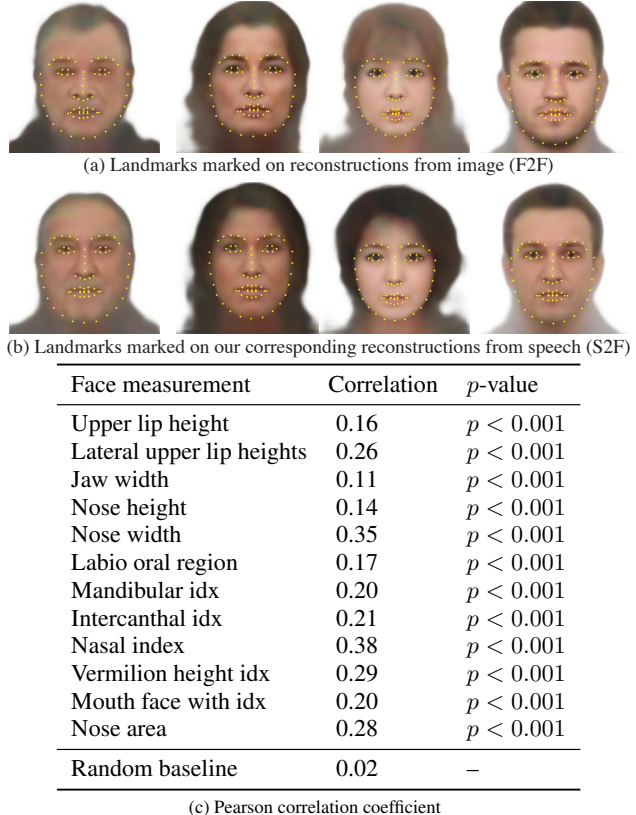 (a) Landmarks marked on reconstructions from image (F2F)
(b) Landmarks marked on our corresponding reconstructions from speech (S2F)
Face measurement Correlation p-value
Upper lip height 0.16 p < 0.001
Lateral upper lip heights 0.26 p < 0.001
Jaw width 0.11 p < 0.001
Nose height 0.14 p < 0.001
Nose width 0.35 p < 0.001
Labio oral region 0.17 p < 0.001
Mandibular idx 0.20 p < 0.001
Intercanthal idx 0.21 p < 0.001
Nasal index 0.38 p < 0.001
Vermilion height idx 0.29 p < 0.001
Mouth face with idx 0.20 p < 0.001
Nose area 0.28 p < 0.001
Random baseline 0.02 –
(c) Pearson correlation coefficient